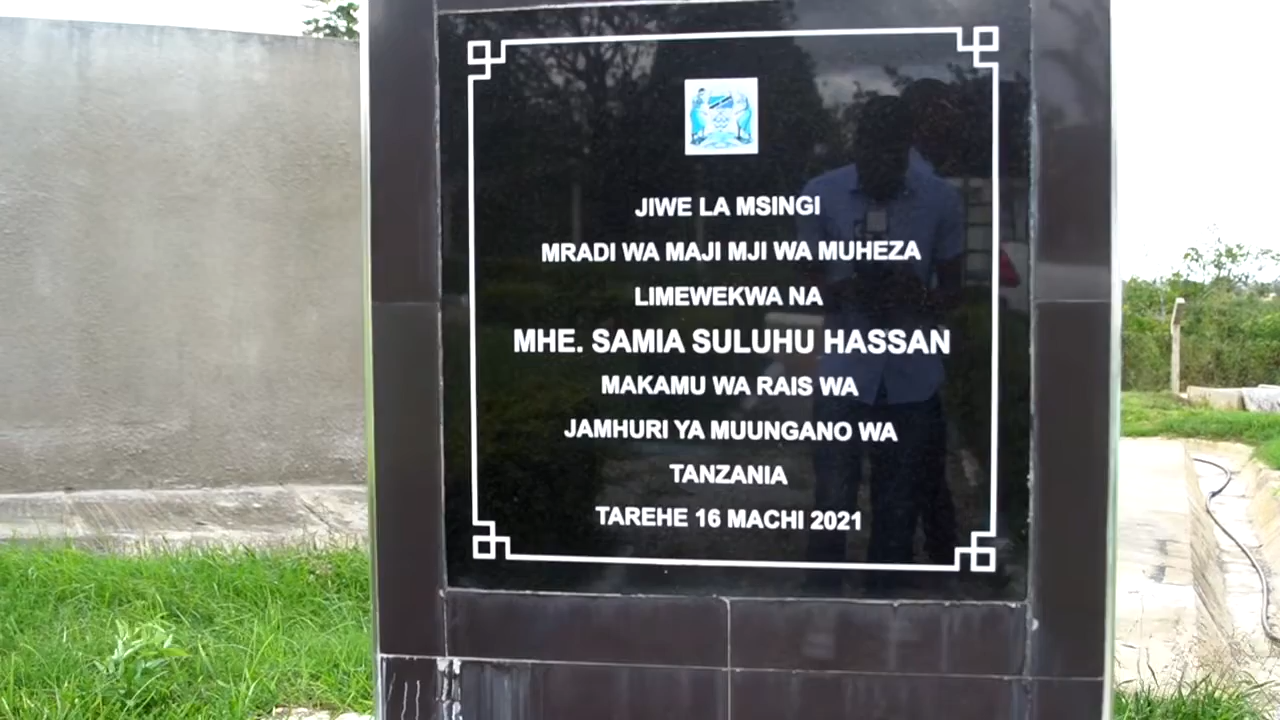 JIWE LA MSINGI
MRADI WA MAJI MJI WA MUHEZA
LIMEWEKWA NA
MHE. SAMIA SULUHU HASSAN
MAKAMU WA RAIS WA
JAMHURI YA MUUNGANO WA
TANZANIA
TAREHE 16 MACHI 2021